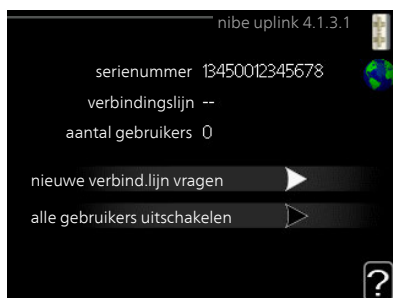 nibe uplink 4.1.3.1
serienummer 13450012345678
verbindingslijn --
aantal gebruikers 0
nieuwe verbind.lijn vragen
alle gebruikers uitschakelen
?